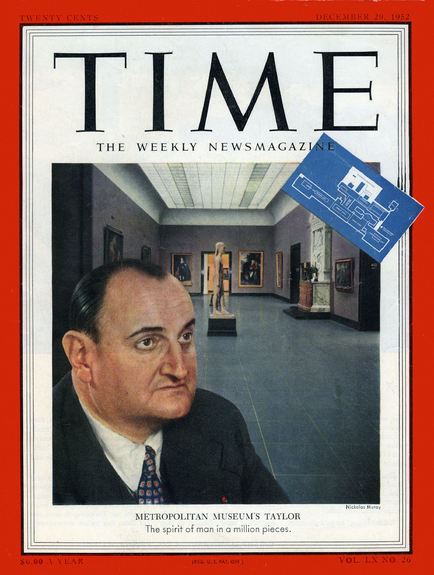 TWENTY CENTS
DECEMBER 29, 1952
TIME
THE WEEKLY NEWSMAGAZINE
Nickolas Muray
METROPOLITAN MUSEUM'S TAYLOR
The spirit of man in a million pieces.
$6.00 A YEAR
(REG. U.S. PAT. OFF.)
VOL. LX NO. 26